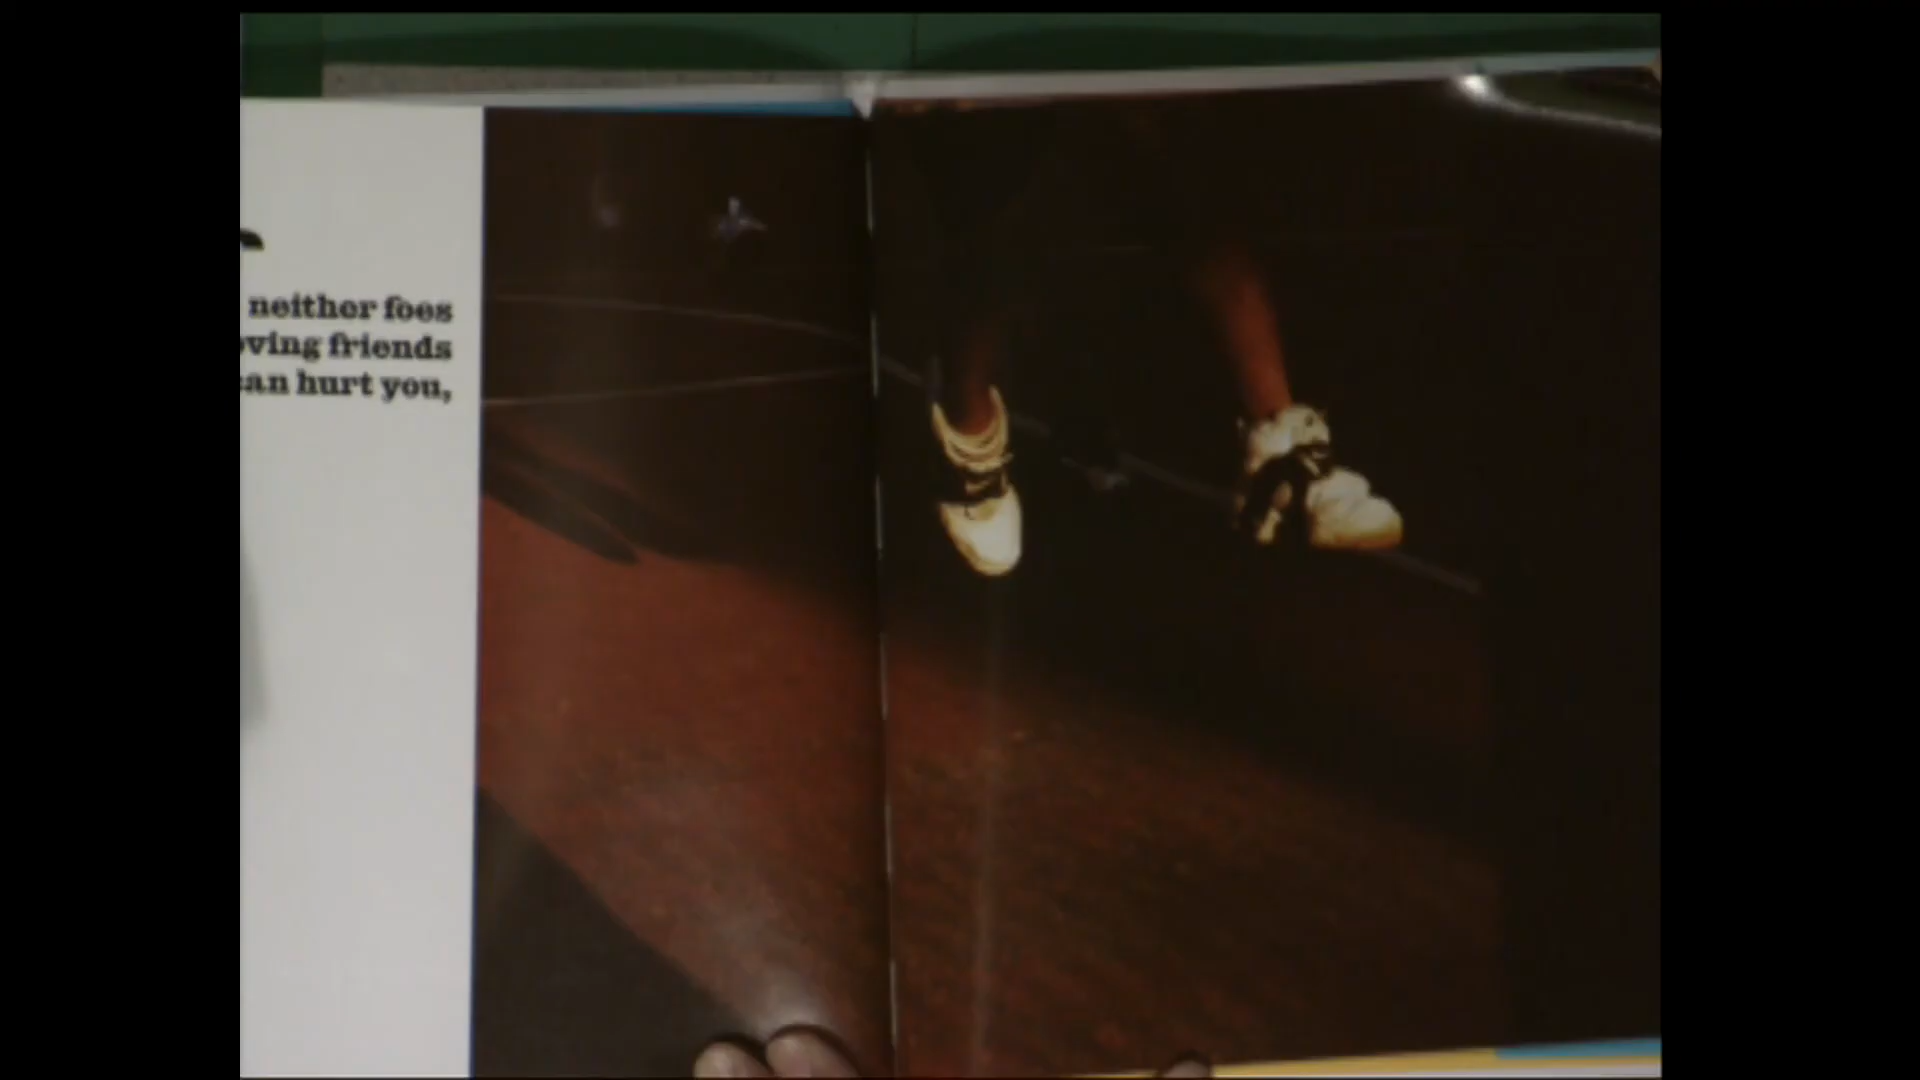 neither foes
ving friends
an hurt you,